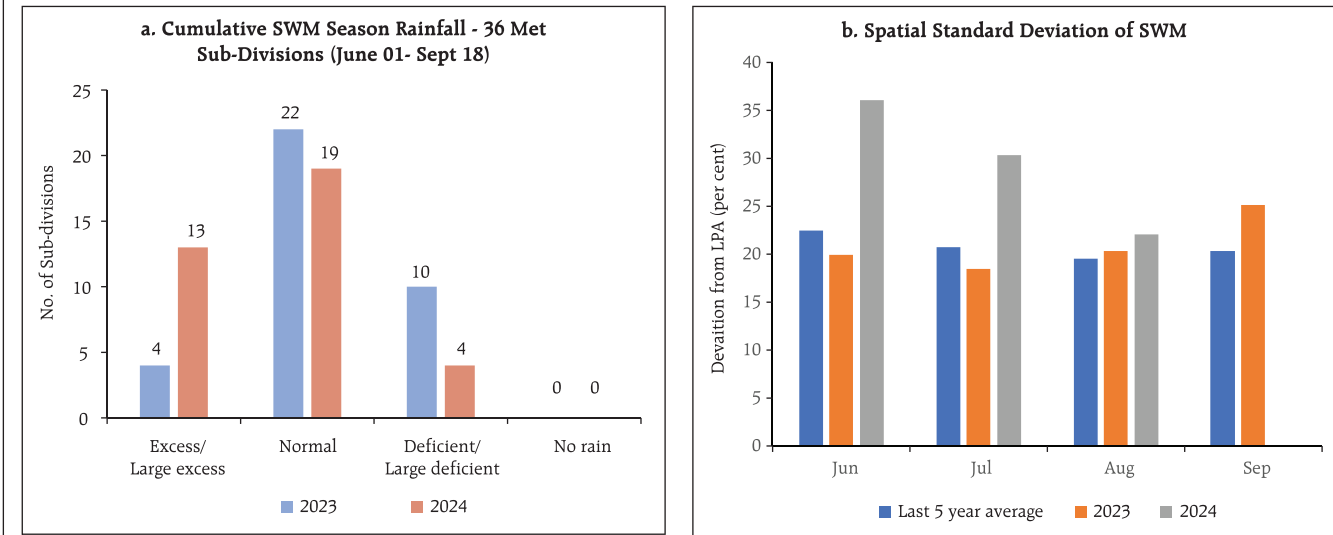 a. Cumulative SWM Season Rainfall - 36 Met
Sub-Divisions (June 01- Sept 18)
No. of Sub-divisions
25
20
15
10
5
0
4
13
22
19
10
4
0
0
Excess/
Large excess
Normal
Deficient/
Large deficient
No rain
2023
2024
b. Spatial Standard Deviation of SWM
Devaition from LPA (per cent)
40
35
30
25
20
15
10
5
0
Jun
Jul
Aug
Sep
Last 5 year average
2023
2024